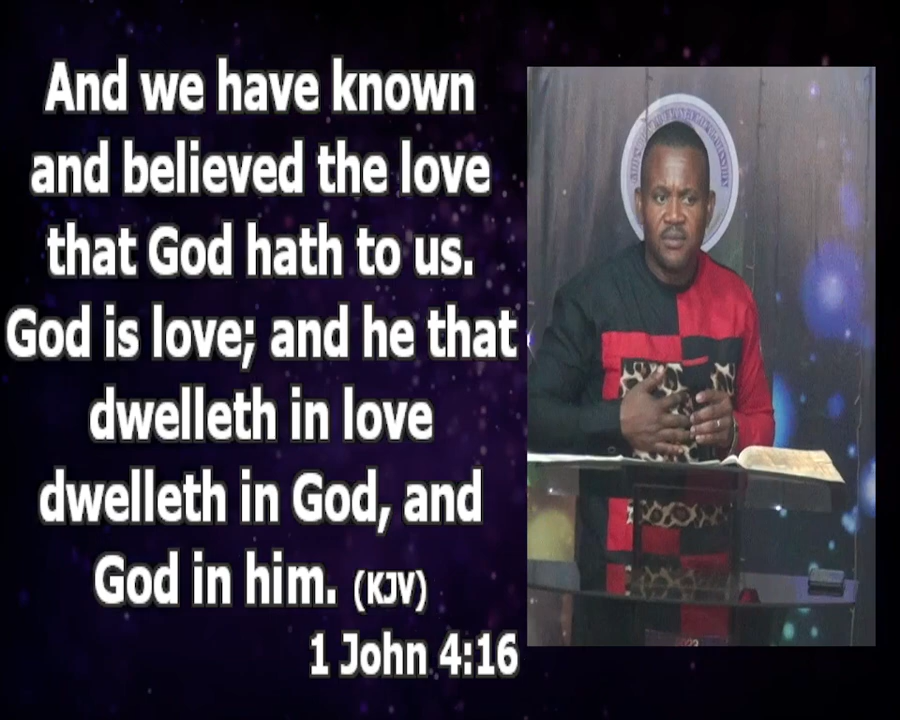 And we have known
and believed the love
that God hath to us.
God is love; and he that
dwelleth in love
dwelleth in God, and
God in him. (KJV)
1 John 4:16